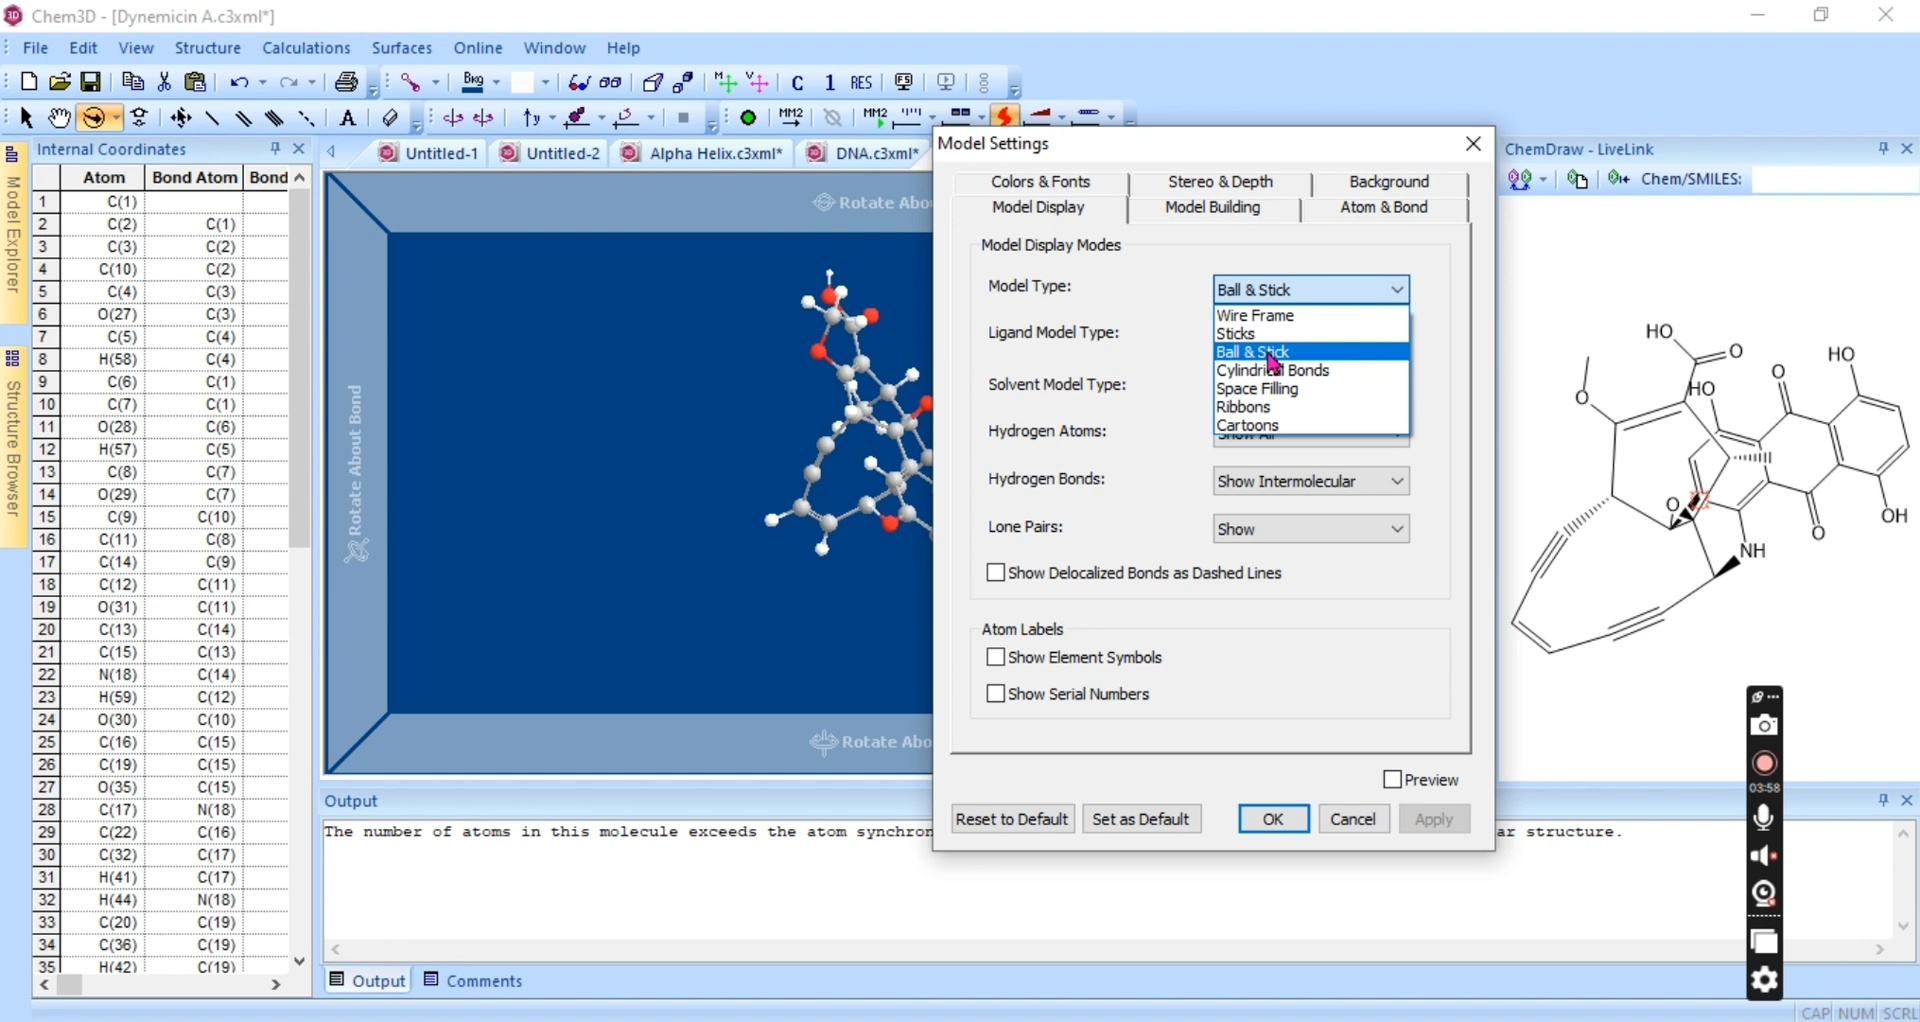 Chem3D - [Dynemicin A.c3xml*]
File Edit View Structure Calculations Surfaces Online Window Help
Bkg M V C 1 RES F5
A y MM2 MM2
Model Explorer
Structure Browser
Internal Coordinates
Atom Bond Atom Bond
1 C(1)
2 C(2) C(1)
3 C(3) C(2)
4 C(10) C(2)
5 C(4) C(3)
6 O(27) C(3)
7 C(5) C(4)
8 H(58) C(4)
9 C(6) C(1)
10 C(7) C(1)
11 O(28) C(6)
12 H(57) C(5)
13 C(8) C(7)
14 O(29) C(7)
15 C(9) C(10)
16 C(11) C(8)
17 C(14) C(9)
18 C(12) C(11)
19 O(31) C(11)
20 C(13) C(14)
21 C(15) C(13)
22 N(18) C(14)
23 H(59) C(12)
24 O(30) C(10)
25 C(16) C(15)
26 C(19) C(15)
27 O(35) C(15)
28 C(17) N(18)
29 C(22) C(16)
30 C(32) C(17)
31 H(41) C(17)
32 H(44) N(18)
33 C(20) C(19)
34 C(36) C(19)
35 H(42) C(19)
Untitled-1 Untitled-2 Alpha Helix.c3xml* DNA.c3xml*
Rotate Abo
Rotate About Bond
Rotate Abo
Output
The number of atoms in this molecule exceeds the atom synchron
ar structure.
Output Comments
Model Settings
Colors & Fonts Stereo & Depth Background
Model Display Model Building Atom & Bond
Model Display Modes
Model Type: Ball & Stick
Wire Frame
Sticks
Ball & Stick
Cylindrical Bonds
Space Filling
Ribbons
Cartoons
Ligand Model Type:
Solvent Model Type:
Hydrogen Atoms: Show All
Hydrogen Bonds: Show Intermolecular
Lone Pairs: Show
Show Delocalized Bonds as Dashed Lines
Atom Labels
Show Element Symbols
Show Serial Numbers
Preview
Reset to Default Set as Default OK Cancel Apply
ChemDraw - LiveLink
Chem/SMILES:
HO
O
HO
O
HO
O
O
O
OH
NH
03:58
CAP NUM SCRL